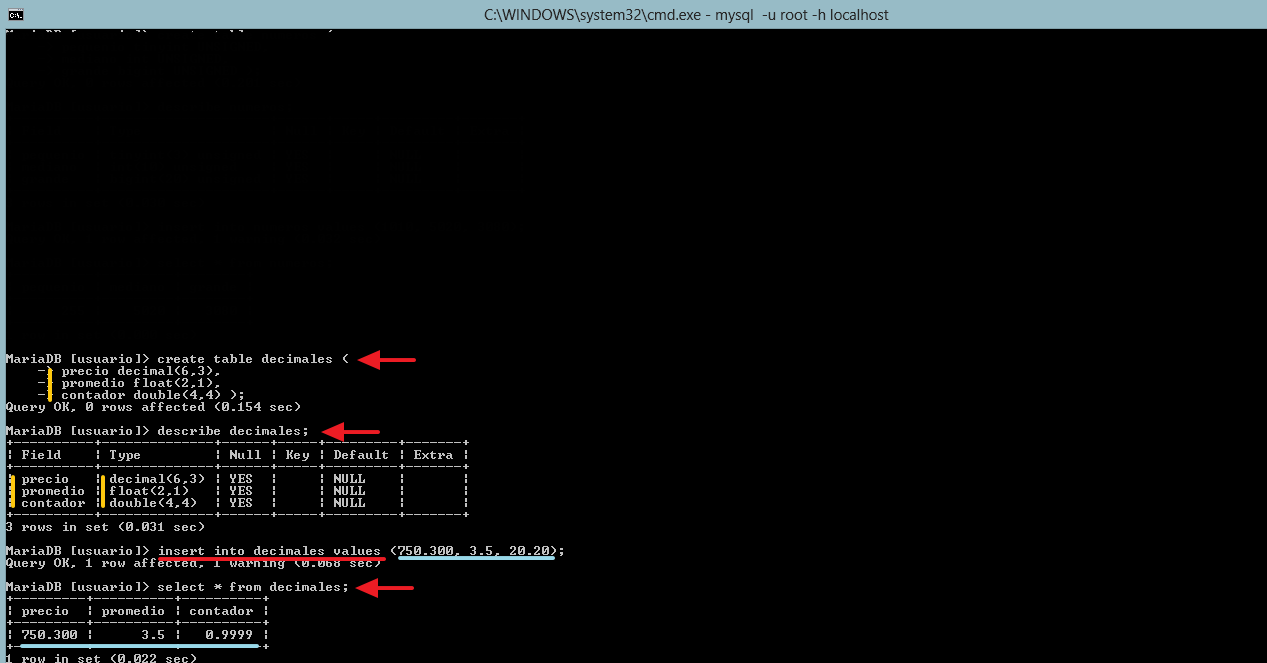 C:\WINDOWS\system32\cmd.exe - mysql -u root -h localhost
MariaDB [usuario]> create table decimales (
-> precio decimal(6,3),
-> promedio float(2,1),
-> contador double(4,4) );
Query OK, 0 rows affected (0.154 sec)
MariaDB [usuario]> describe decimales;
+----------+--------------+------+-----+---------+-------+
| Field | Type | Null | Key | Default | Extra |
+----------+--------------+------+-----+---------+-------+
| precio | decimal(6,3) | YES | | NULL | |
| promedio | float(2,1) | YES | | NULL | |
| contador | double(4,4) | YES | | NULL | |
+----------+--------------+------+-----+---------+-------+
3 rows in set (0.031 sec)
MariaDB [usuario]> insert into decimales values (750.300, 3.5, 20.20);
Query OK, 1 row affected, 1 warning (0.068 sec)
MariaDB [usuario]> select * from decimales;
+---------+----------+----------+
| precio | promedio | contador |
+---------+----------+----------+
| 750.300 | 3.5 | 0.9999 |
+---------+----------+----------+
1 row in set (0.022 sec)